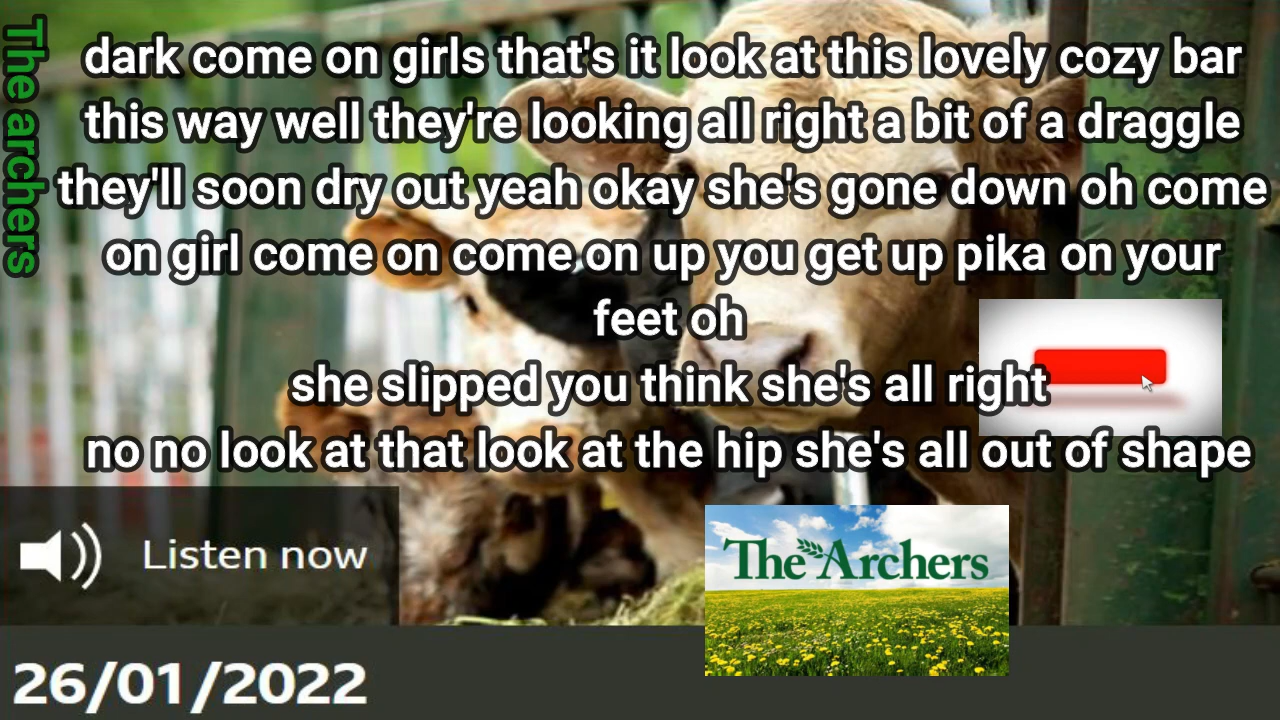 The archers
dark come on girls that's it look at this lovely cozy bar
this way well they're looking all right a bit of a draggle
they'll soon dry out yeah okay she's gone down oh come
on girl come on come on up you get up pika on your
feet oh
she slipped you think she's all right
no no look at that look at the hip she's all out of shape
Listen now
The Archers
26/01/2022